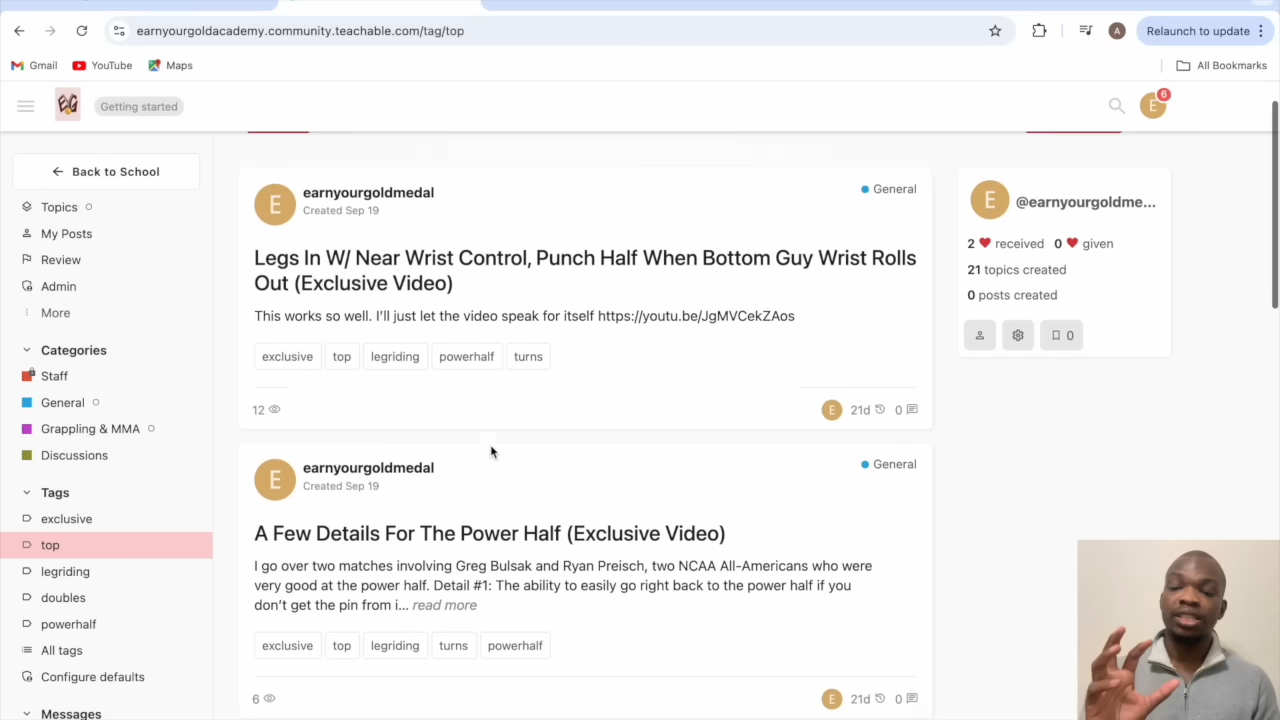 earnyourgoldacademy.community.teachable.com/tag/top
Relaunch to update
A
Gmail
YouTube
Maps
All Bookmarks
EG
Getting started
E
6
Back to School
Topics
My Posts
Review
Admin
More
Categories
Staff
General
Grappling & MMA
Discussions
Tags
exclusive
top
legriding
doubles
powerhalf
All tags
Configure defaults
Messages
E
earnyourgoldmedal
Created Sep 19
General
Legs In W/ Near Wrist Control, Punch Half When Bottom Guy Wrist Rolls
Out (Exclusive Video)
This works so well. I'll just let the video speak for itself https://youtu.be/JgMVCekZAos
exclusive top legriding powerhalf turns
12
E 21d 0
E
earnyourgoldmedal
Created Sep 19
General
A Few Details For The Power Half (Exclusive Video)
I go over two matches involving Greg Bulsak and Ryan Preisch, two NCAA All-Americans who were
very good at the power half. Detail #1: The ability to easily go right back to the power half if you
don't get the pin from i... read more
exclusive top legriding turns powerhalf
6
E 21d 0
E
@earnyourgoldme...
2 received 0 given
21 topics created
0 posts created
0